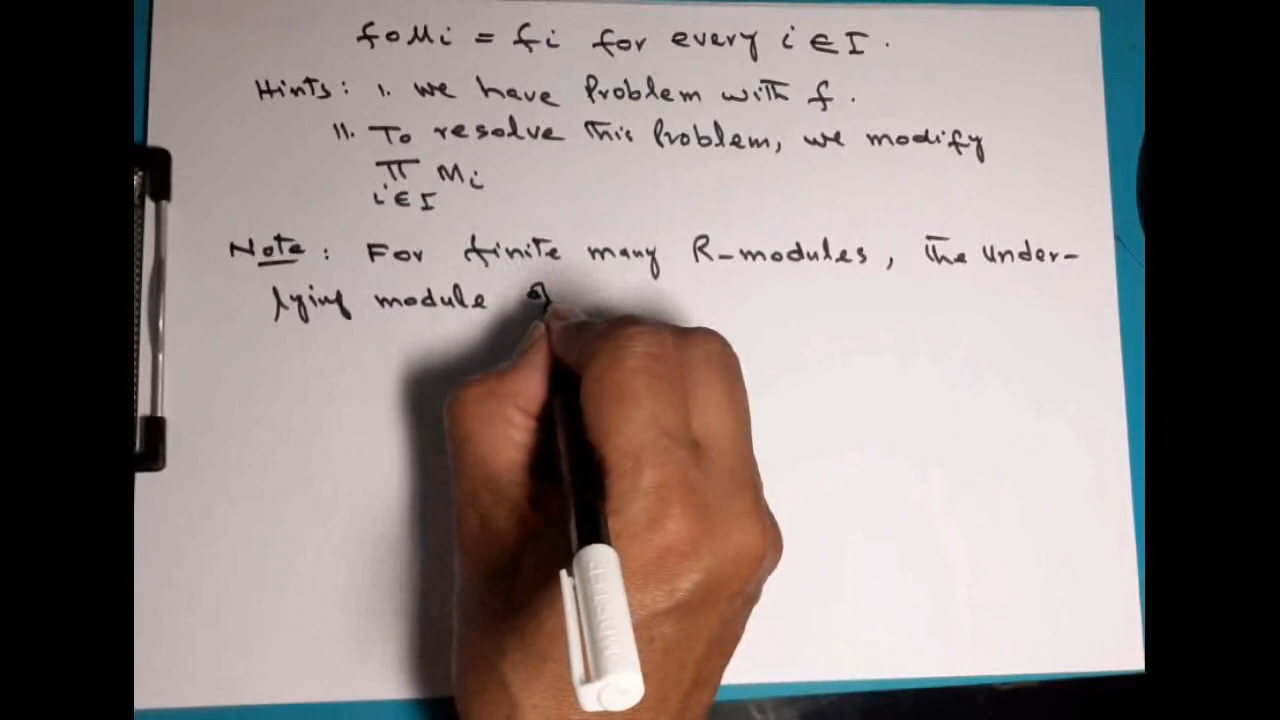 f∘μi = fi for every i ∈ I.
Hints: I. we have Problem with f.
II. To resolve this Problem, we modify
Π Mi
i∈I
Note: For finite many R-modules, the under-
lying module